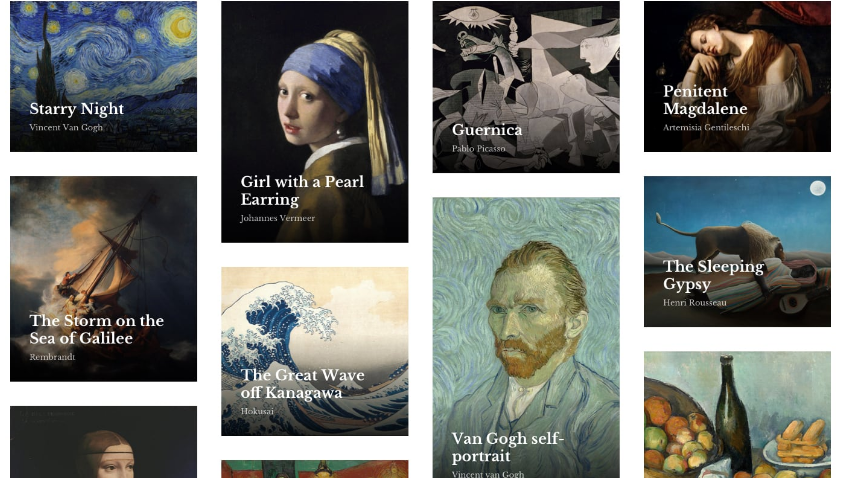 Starry Night
Vincent Van Gogh
Girl with a Pearl
Earring
Johannes Vermeer
Guernica
Pablo Picasso
Penitent
Magdalene
Artemisia Gentileschi
The Storm on the
Sea of Galilee
Rembrandt
The Great Wave
off Kanagawa
Hokusai
Van Gogh self-
portrait
Vincent van Gogh
The Sleeping
Gypsy
Henri Rousseau